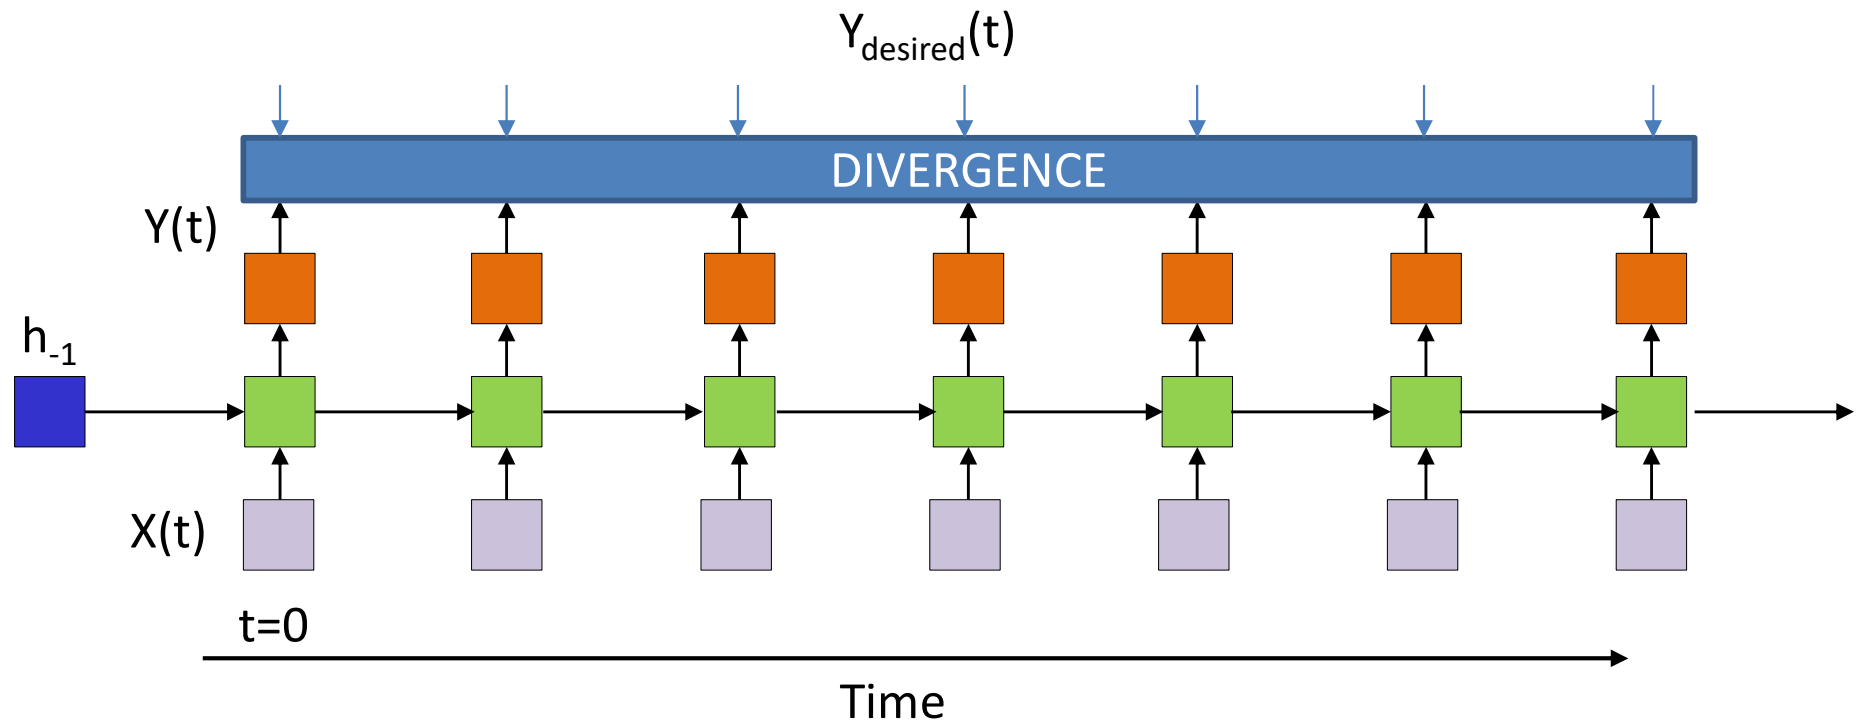 Y_desired(t)
DIVERGENCE
Y(t)
h_-1
X(t)
t=0
Time